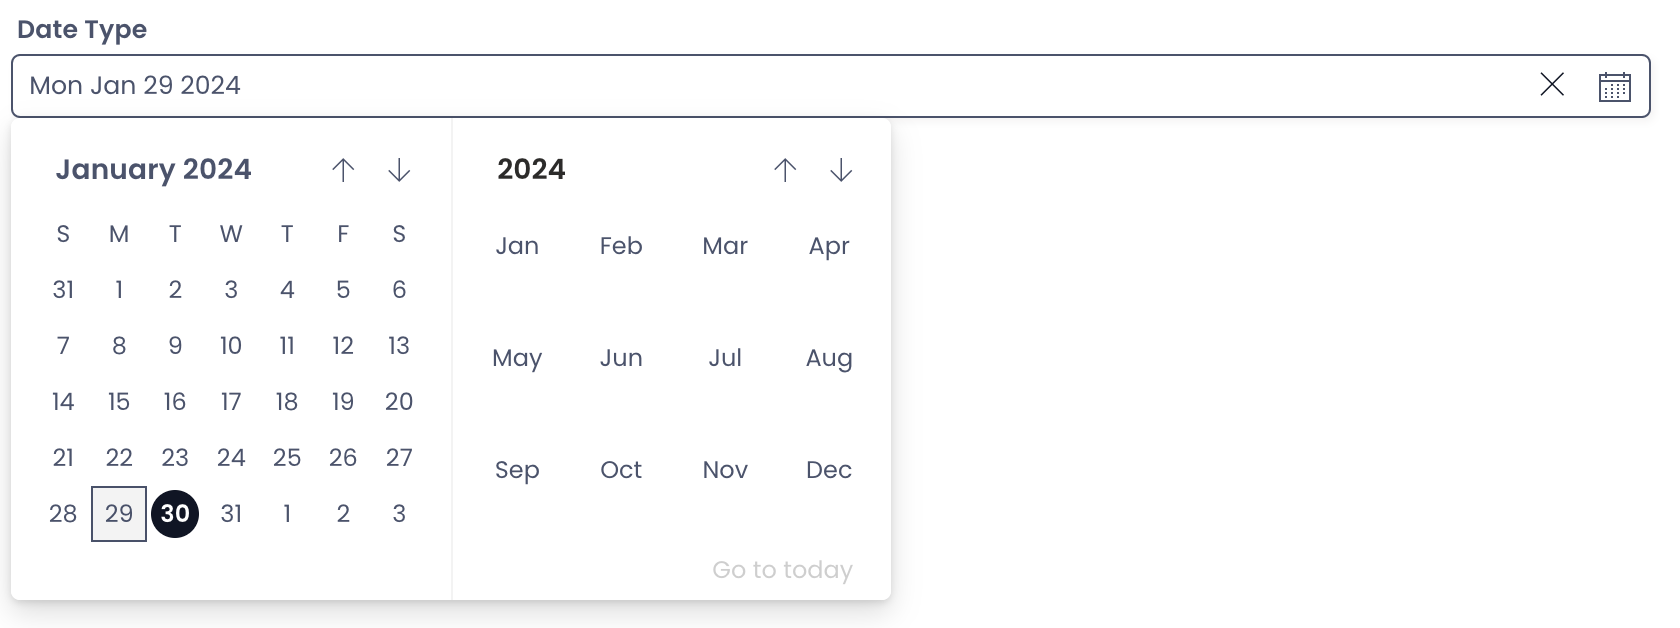 Date Type
Mon Jan 29 2024
January 2024
S M T W T F S
31 1 2 3 4 5 6
7 8 9 10 11 12 13
14 15 16 17 18 19 20
21 22 23 24 25 26 27
28 29 30 31 1 2 3
2024
Jan Feb Mar Apr
May Jun Jul Aug
Sep Oct Nov Dec
Go to today